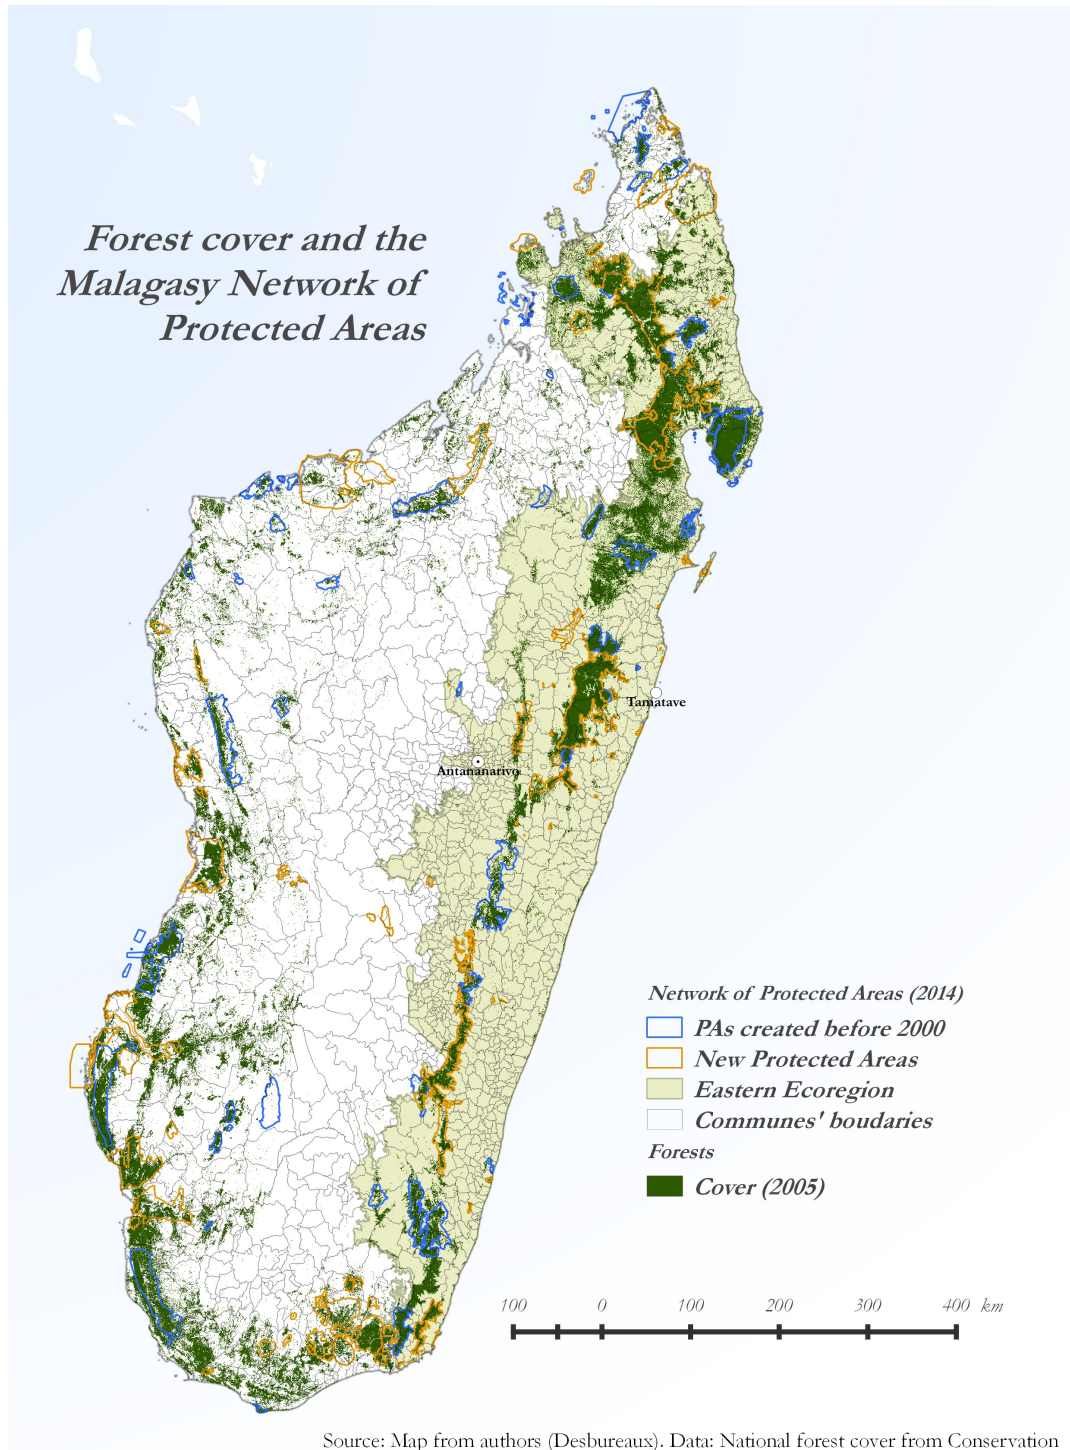 Forest cover and the
Malagasy Network of
Protected Areas
Tamatave
Antananarivo
Network of Protected Areas (2014)
PAs created before 2000
New Protected Areas
Eastern Ecoregion
Communes' boudaries
Forests
Cover (2005)
100 0 100 200 300 400 km
Source: Map from authors (Desbureaux). Data: National forest cover from Conservation